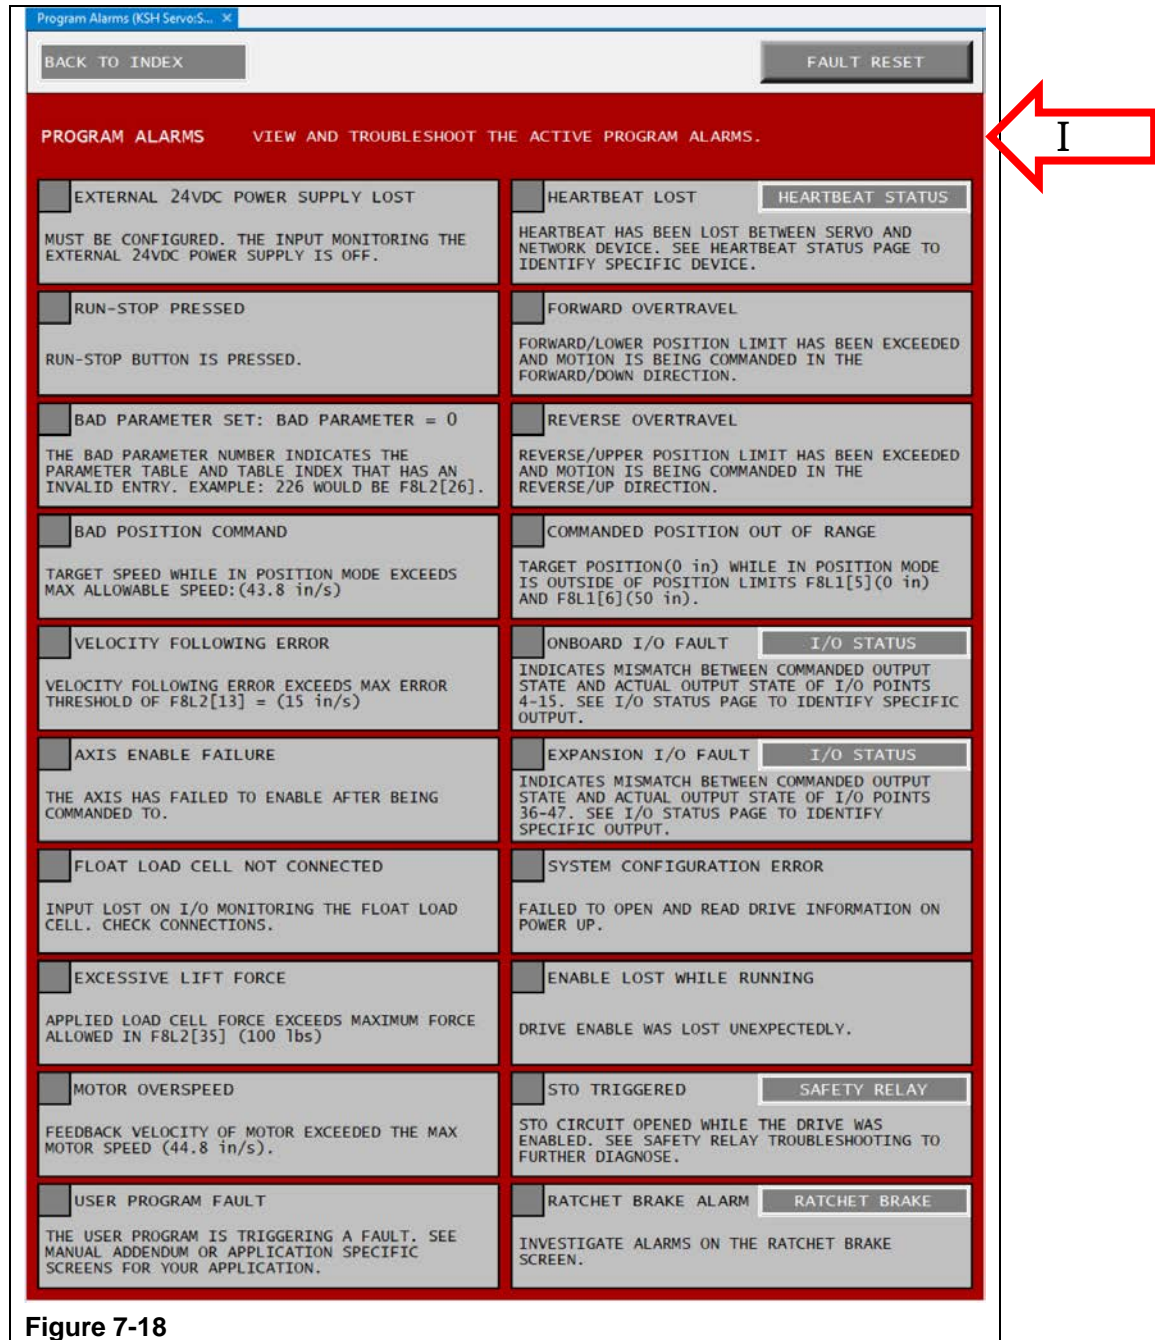 Program Alarms (KSH Servo:S... ×
BACK TO INDEX
FAULT RESET
PROGRAM ALARMS VIEW AND TROUBLESHOOT THE ACTIVE PROGRAM ALARMS.
I
EXTERNAL 24VDC POWER SUPPLY LOST
MUST BE CONFIGURED. THE INPUT MONITORING THE
EXTERNAL 24VDC POWER SUPPLY IS OFF.
HEARTBEAT LOST
HEARTBEAT STATUS
HEARTBEAT HAS BEEN LOST BETWEEN SERVO AND
NETWORK DEVICE. SEE HEARTBEAT STATUS PAGE TO
IDENTIFY SPECIFIC DEVICE.
RUN-STOP PRESSED
RUN-STOP BUTTON IS PRESSED.
FORWARD OVERTRAVEL
FORWARD/LOWER POSITION LIMIT HAS BEEN EXCEEDED
AND MOTION IS BEING COMMANDED IN THE
FORWARD/DOWN DIRECTION.
BAD PARAMETER SET: BAD PARAMETER = 0
THE BAD PARAMETER NUMBER INDICATES THE
PARAMETER TABLE AND TABLE INDEX THAT HAS AN
INVALID ENTRY. EXAMPLE: 226 WOULD BE F8L2[26].
REVERSE OVERTRAVEL
REVERSE/UPPER POSITION LIMIT HAS BEEN EXCEEDED
AND MOTION IS BEING COMMANDED IN THE
REVERSE/UP DIRECTION.
BAD POSITION COMMAND
TARGET SPEED WHILE IN POSITION MODE EXCEEDS
MAX ALLOWABLE SPEED:(43.8 in/s)
COMMANDED POSITION OUT OF RANGE
TARGET POSITION(0 in) WHILE IN POSITION MODE
IS OUTSIDE OF POSITION LIMITS F8L1[5](0 in)
AND F8L1[6](50 in).
VELOCITY FOLLOWING ERROR
VELOCITY FOLLOWING ERROR EXCEEDS MAX ERROR
THRESHOLD OF F8L2[13] = (15 in/s)
ONBOARD I/O FAULT
I/O STATUS
INDICATES MISMATCH BETWEEN COMMANDED OUTPUT
STATE AND ACTUAL OUTPUT STATE OF I/O POINTS
4-15. SEE I/O STATUS PAGE TO IDENTIFY SPECIFIC
OUTPUT.
AXIS ENABLE FAILURE
THE AXIS HAS FAILED TO ENABLE AFTER BEING
COMMANDED TO.
EXPANSION I/O FAULT
I/O STATUS
INDICATES MISMATCH BETWEEN COMMANDED OUTPUT
STATE AND ACTUAL OUTPUT STATE OF I/O POINTS
36-47. SEE I/O STATUS PAGE TO IDENTIFY
SPECIFIC OUTPUT.
FLOAT LOAD CELL NOT CONNECTED
INPUT LOST ON I/O MONITORING THE FLOAT LOAD
CELL. CHECK CONNECTIONS.
SYSTEM CONFIGURATION ERROR
FAILED TO OPEN AND READ DRIVE INFORMATION ON
POWER UP.
EXCESSIVE LIFT FORCE
APPLIED LOAD CELL FORCE EXCEEDS MAXIMUM FORCE
ALLOWED IN F8L2[35] (100 lbs)
ENABLE LOST WHILE RUNNING
DRIVE ENABLE WAS LOST UNEXPECTEDLY.
MOTOR OVERSPEED
FEEDBACK VELOCITY OF MOTOR EXCEEDED THE MAX
MOTOR SPEED (44.8 in/s).
STO TRIGGERED
SAFETY RELAY
STO CIRCUIT OPENED WHILE THE DRIVE WAS
ENABLED. SEE SAFETY RELAY TROUBLESHOOTING TO
FURTHER DIAGNOSE.
USER PROGRAM FAULT
THE USER PROGRAM IS TRIGGERING A FAULT. SEE
MANUAL ADDENDUM OR APPLICATION SPECIFIC
SCREENS FOR YOUR APPLICATION.
RATCHET BRAKE ALARM
RATCHET BRAKE
INVESTIGATE ALARMS ON THE RATCHET BRAKE
SCREEN.
Figure 7-18